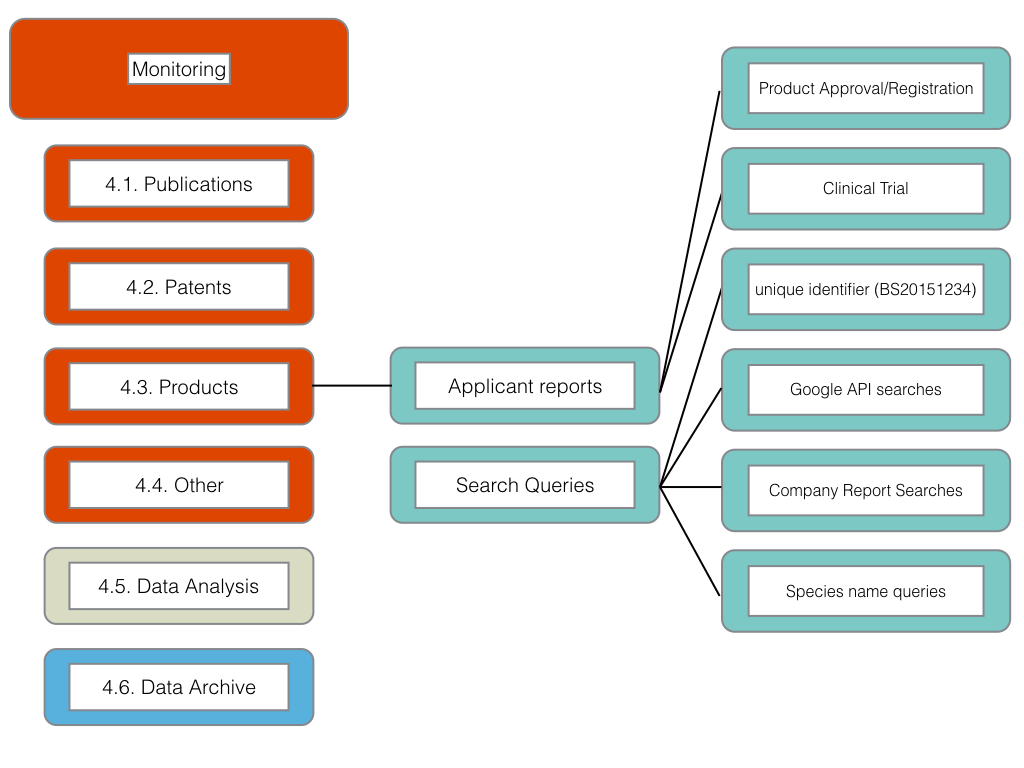 Monitoring
4.1. Publications
4.2. Patents
4.3. Products
4.4. Other
4.5. Data Analysis
4.6. Data Archive
Applicant reports
Search Queries
Product Approval/Registration
Clinical Trial
unique identifier (BS20151234)
Google API searches
Company Report Searches
Species name queries